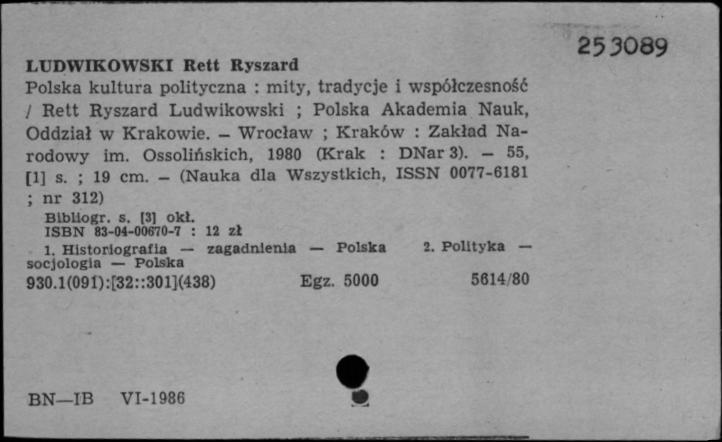 253089
LUDWIKOWSKI Rett Ryszard
Polska kultura polityczna : mity, tradycje i współczesność
/ Rett Ryszard Ludwikowski ; Polska Akademia Nauk,
Oddział w Krakowie. — Wrocław ; Kraków : Zakład Na-
rodowy im. Ossolińskich, 1980 (Krak : DNar 3). — 55,
[1] s. ; 19 cm. — (Nauka dla Wszystkich, ISSN 0077-6181
; nr 312)
Bibliogr. s. [3] okł.
ISBN 83-04-00670-7 : 12 zł
1. Historiografia — zagadnienia — Polska 2. Polityka —
socjologia — Polska
930.1(091):[32::301](438) Egz. 5000 5614/80
BN—IB VI-1986